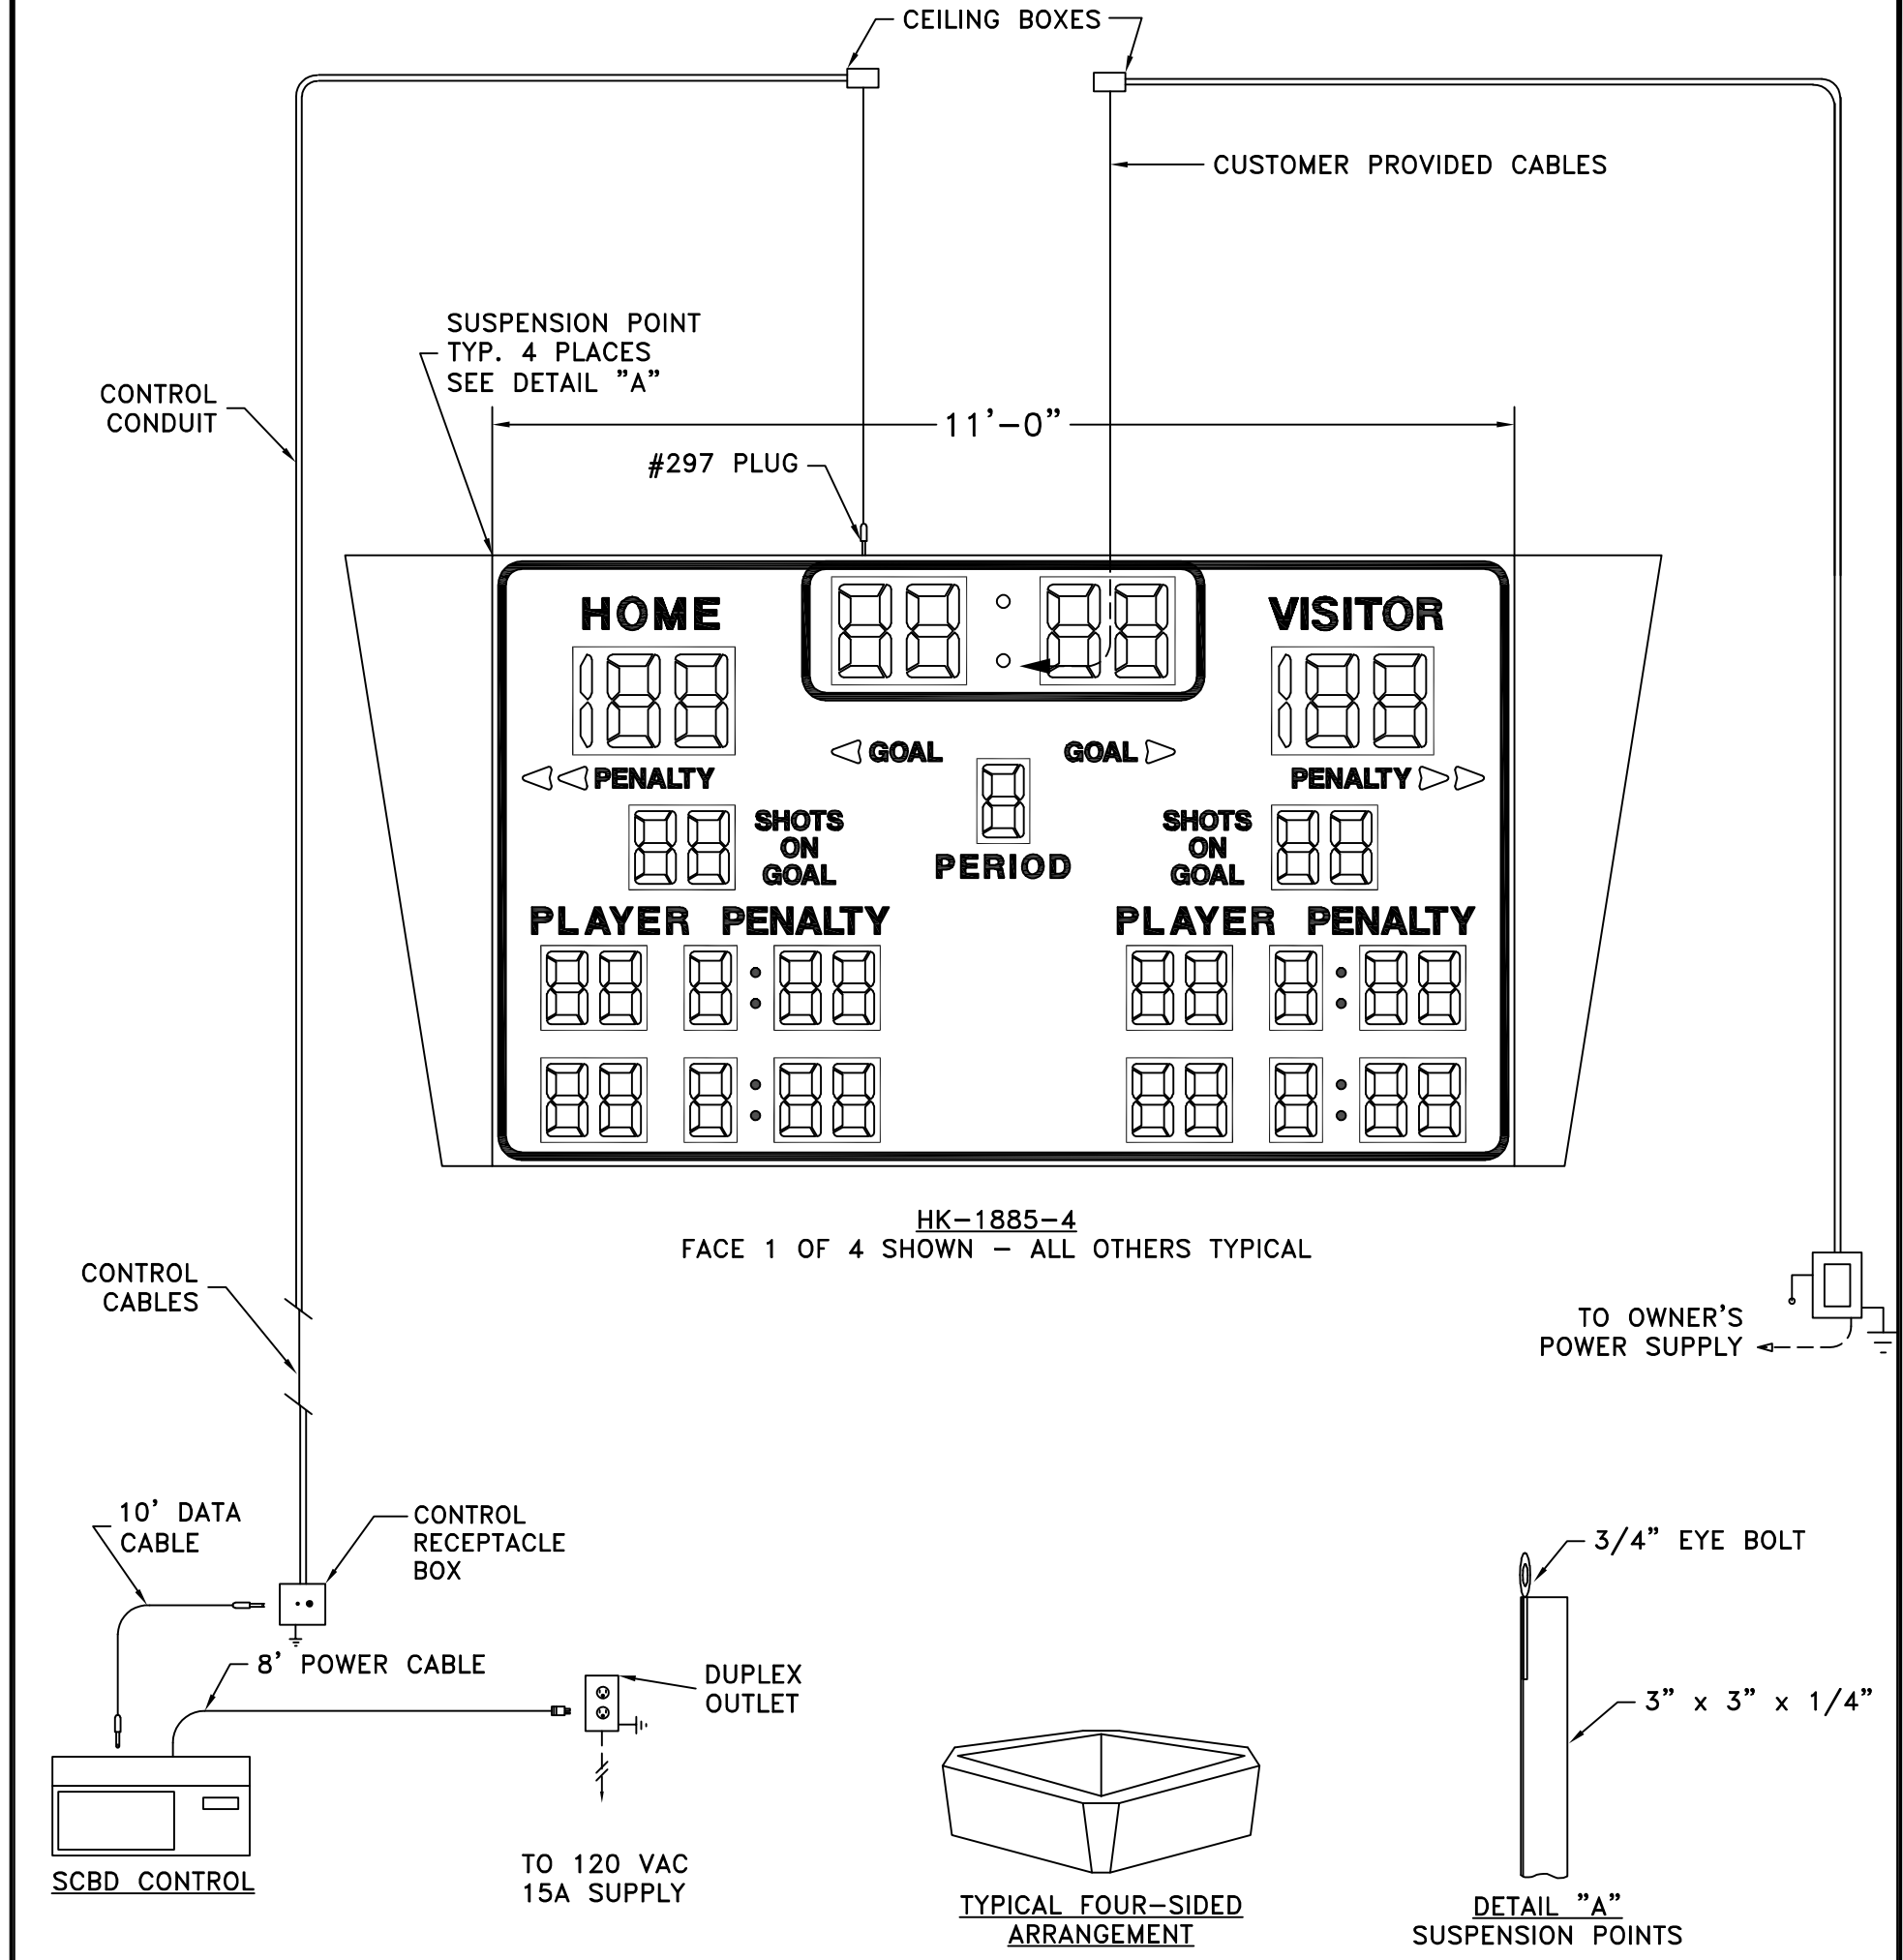 CEILING BOXES
CUSTOMER PROVIDED CABLES
SUSPENSION POINT
TYP. 4 PLACES
SEE DETAIL "A"
CONTROL
CONDUIT
11'-0"
#297 PLUG
HOME
VISITOR
GOAL
GOAL
PENALTY
PENALTY
SHOTS
ON
GOAL
SHOTS
ON
GOAL
PERIOD
PLAYER PENALTY
PLAYER PENALTY
HK-1885-4
FACE 1 OF 4 SHOWN - ALL OTHERS TYPICAL
CONTROL
CABLES
TO OWNER'S
POWER SUPPLY
10' DATA
CABLE
CONTROL
RECEPTACLE
BOX
3/4" EYE BOLT
8' POWER CABLE
DUPLEX
OUTLET
3" x 3" x 1/4"
TO 120 VAC
15A SUPPLY
SCBD CONTROL
TYPICAL FOUR-SIDED
ARRANGEMENT
DETAIL "A"
SUSPENSION POINTS